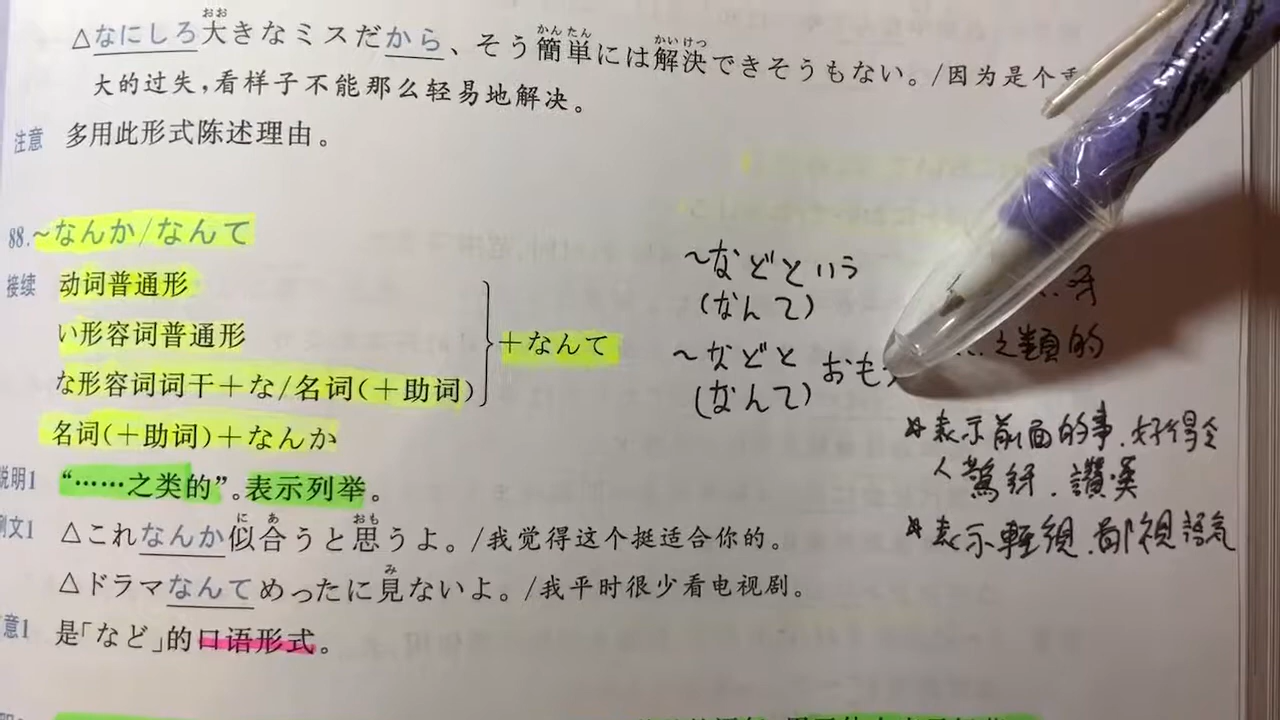 △なにしろ大きなミスだから、そう簡単には解決できそうもない。/因为是个重
大的过失，看样子不能那么轻易地解决。
注意 多用此形式陈述理由。
88.～なんか/なんて
接续 动词普通形
い形容词普通形
な形容词词干＋な/名词(＋助词)
＋なんて
名词(＋助词)＋なんか
说明1 “……之类的”。表示列举。
例文1 △これなんか似合うと思うよ。/我觉得这个挺适合你的。
△ドラマなんてめったに見ないよ。/我平时很少看电视剧。
意1 是「など」的口语形式。
～などという
(なんて)
～などと おもう
(なんて)
之類的
表示前面的事.好得令
人驚訝.讚嘆
表示輕視.鄙視語氣